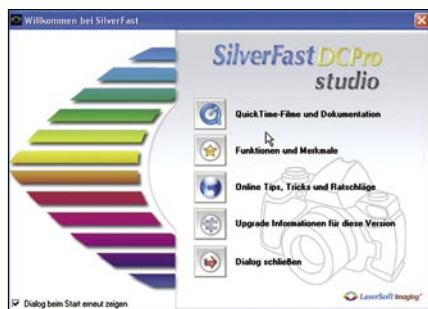 Willkommen bei SilverFast
SilverFast DCPro
studio
QuickTime-Filme und Dokumentation
Funktionen und Merkmale
Online Tips, Tricks und Ratschläge
Upgrade Informationen für diese Version
Dialog schließen
LaserSoft Imaging
Dialog beim Start erneut zeigen